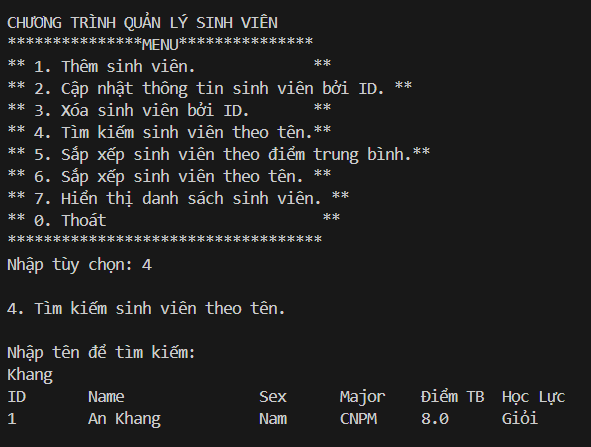 CHƯƠNG TRÌNH QUẢN LÝ SINH VIÊN
***************MENU***************
** 1. Thêm sinh viên.             **
** 2. Cập nhật thông tin sinh viên bởi ID. **
** 3. Xóa sinh viên bởi ID.       **
** 4. Tìm kiếm sinh viên theo tên.**
** 5. Sắp xếp sinh viên theo điểm trung bình.**
** 6. Sắp xếp sinh viên theo tên. **
** 7. Hiển thị danh sách sinh viên. **
** 0. Thoát                        **
***********************************
Nhập tùy chọn: 4
4. Tìm kiếm sinh viên theo tên.
Nhập tên để tìm kiếm:
Khang
ID       Name               Sex      Major    Điểm TB  Học Lực
1        An Khang           Nam      CNPM     8.0      Giỏi